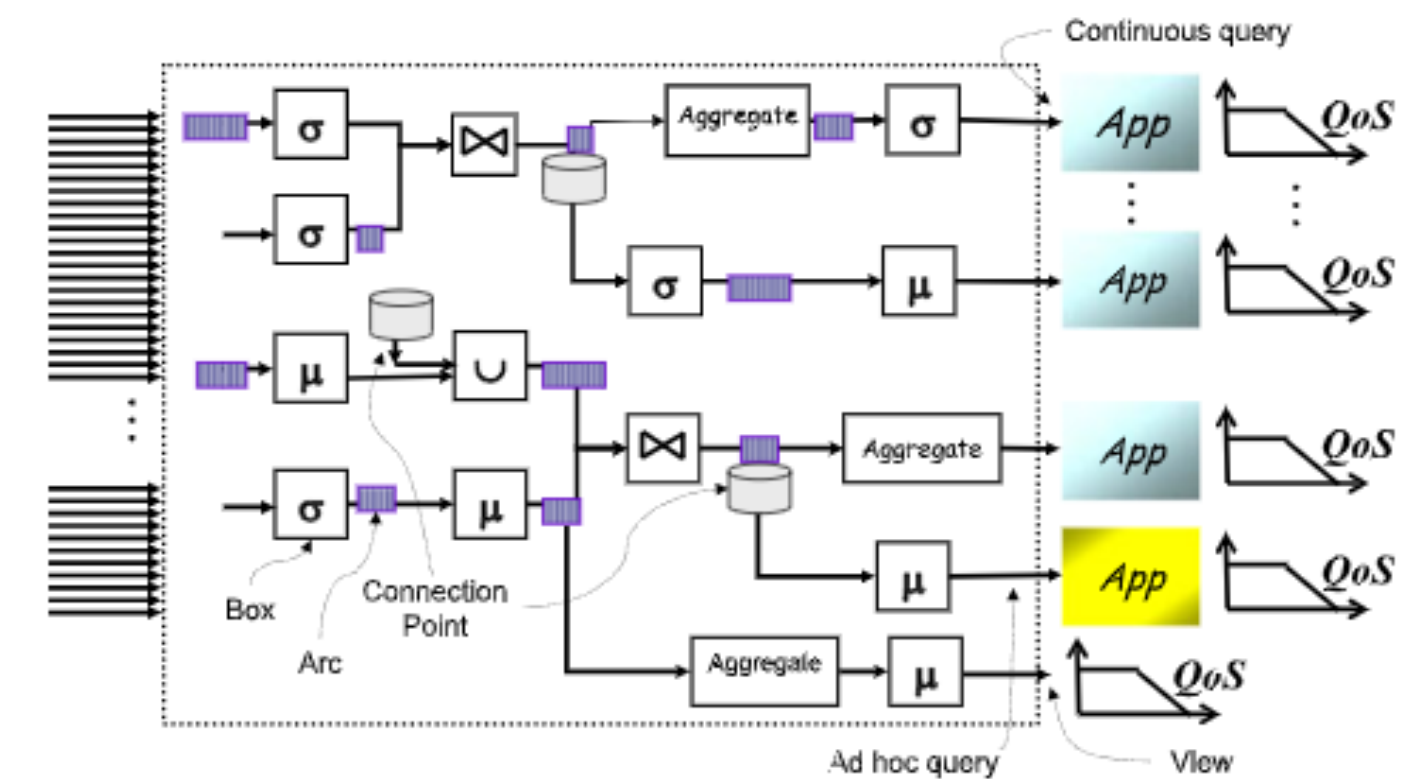 Continuous query
σ
⋈
Aggregate
σ
App
QoS
σ
σ
μ
App
QoS
μ
∪
⋈
Aggregate
App
QoS
σ
μ
μ
App
QoS
Box
Connection
Point
Arc
Aggregate
μ
QoS
Ad hoc query
View